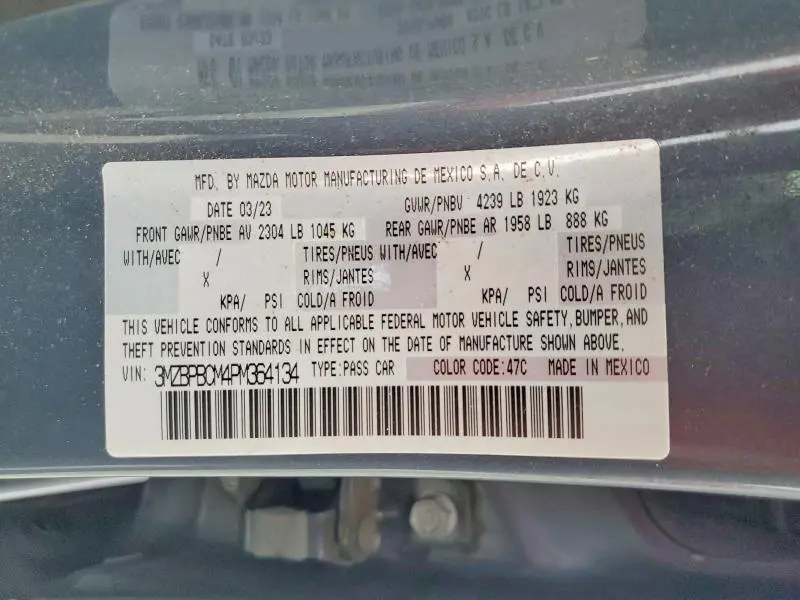 MFD. BY MAZDA MOTOR MANUFACTURING DE MEXICO S.A. DE C.V.
DATE 03/23 GVWR/PNBV 4239 LB 1923 KG
FRONT GAWR/PNBE AV 2304 LB 1045 KG REAR GAWR/PNBE AR 1958 LB 888 KG
WITH/AVEC / TIRES/PNEUS WITH/AVEC / TIRES/PNEUS
X RIMS/JANTES X RIMS/JANTES
KPA/ PSI COLD/A FROID KPA/ PSI COLD/A FROID
THIS VEHICLE CONFORMS TO ALL APPLICABLE FEDERAL MOTOR VEHICLE SAFETY, BUMPER, AND
THEFT PREVENTION STANDARDS IN EFFECT ON THE DATE OF MANUFACTURE SHOWN ABOVE.
VIN: 3MZBPBCM4PM364134 TYPE: PASS CAR COLOR CODE: 47C MADE IN MEXICO